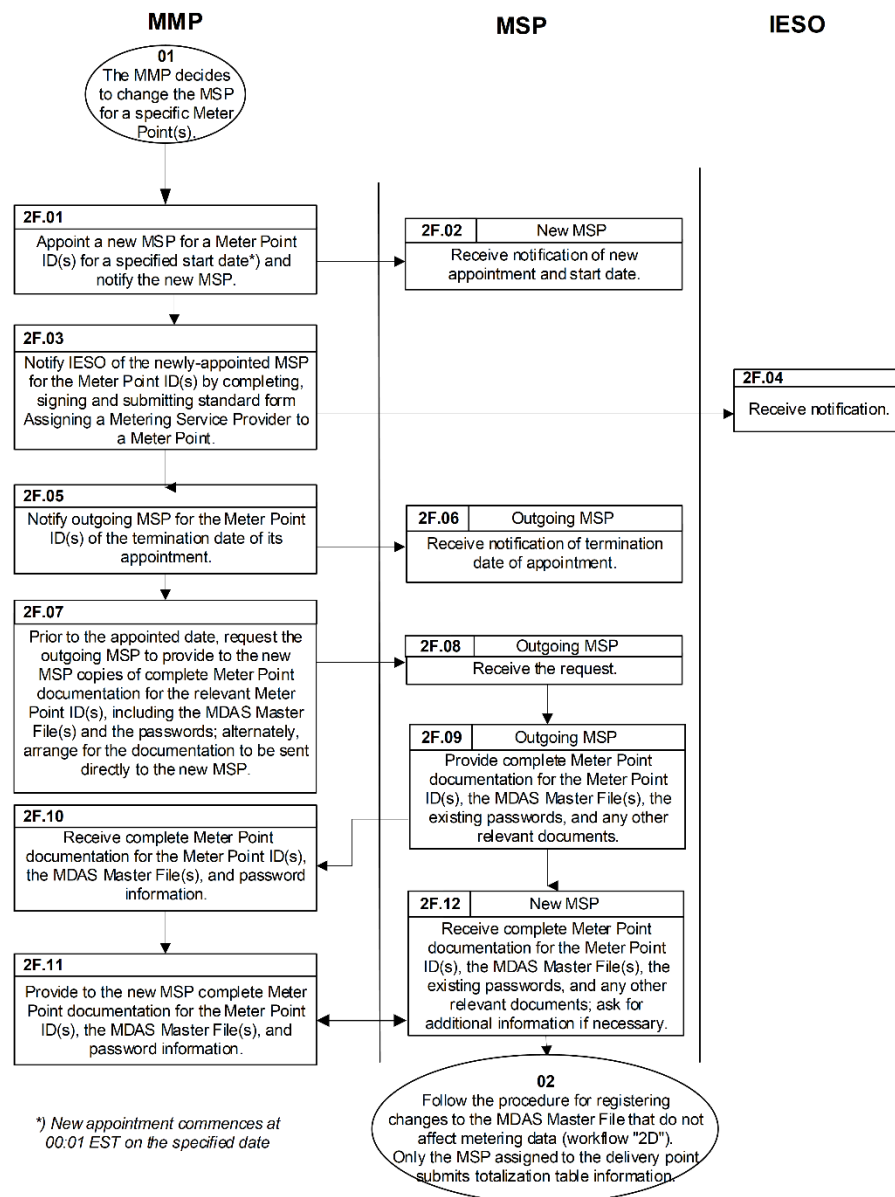 MMP
MSP
IESO
01
The MMP decides
to change the MSP
for a specific Meter
Point(s).
2F.01
Appoint a new MSP for a Meter Point
ID(s) for a specified start date*) and
notify the new MSP.
2F.02
New MSP
Receive notification of new
appointment and start date.
2F.03
Notify IESO of the newly-appointed MSP
for the Meter Point ID(s) by completing,
signing and submitting standard form
Assigning a Metering Service Provider to
a Meter Point.
2F.04
Receive notification.
2F.05
Notify outgoing MSP for the Meter Point
ID(s) of the termination date of its
appointment.
2F.06
Outgoing MSP
Receive notification of termination
date of appointment.
2F.07
Prior to the appointed date, request the
outgoing MSP to provide to the new
MSP copies of complete Meter Point
documentation for the relevant Meter
Point ID(s), including the MDAS Master
File(s) and the passwords; alternately,
arrange for the documentation to be sent
directly to the new MSP.
2F.08
Outgoing MSP
Receive the request.
2F.09
Outgoing MSP
Provide complete Meter Point
documentation for the Meter Point
ID(s), the MDAS Master File(s), the
existing passwords, and any other
relevant documents.
2F.10
Receive complete Meter Point
documentation for the Meter Point ID(s),
the MDAS Master File(s), and password
information.
2F.12
New MSP
Receive complete Meter Point
documentation for the Meter Point
ID(s), the MDAS Master File(s), the
existing passwords, and any other
relevant documents; ask for
additional information if necessary.
2F.11
Provide to the new MSP complete Meter
Point documentation for the Meter Point
ID(s), the MDAS Master File(s), and
password information.
02
Follow the procedure for registering
changes to the MDAS Master File that do not
affect metering data (workflow "2D").
Only the MSP assigned to the delivery point
submits totalization table information.
*) New appointment commences at
00:01 EST on the specified date